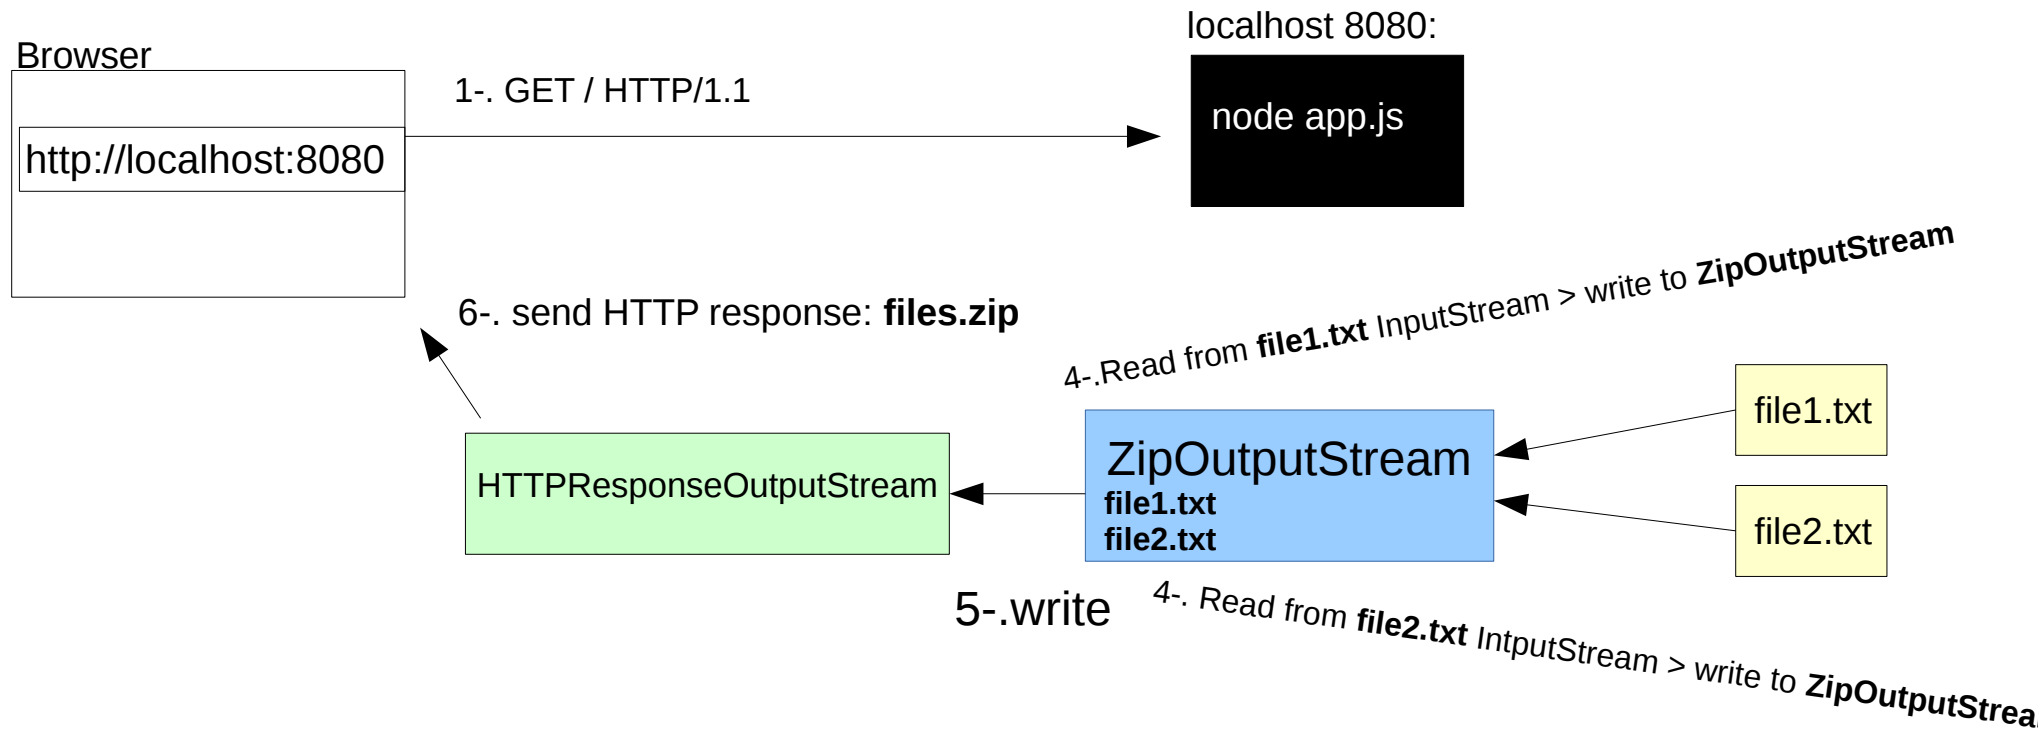 localhost 8080:
Browser
1-. GET / HTTP/1.1
node app.js
http://localhost:8080
6-. send HTTP response: files.zip
4-.Read from file1.txt InputStream > write to ZipOutputStream
file1.txt
ZipOutputStream
file1.txt
file2.txt
HTTPResponseOutputStream
file2.txt
5-.write
4-. Read from file2.txt IntputStream > write to ZipOutputStrea